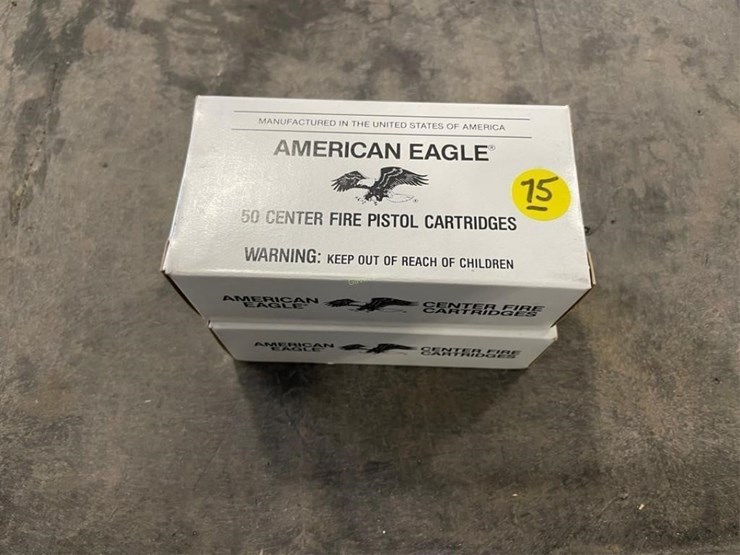 MANUFACTURED IN THE UNITED STATES OF AMERICA
AMERICAN EAGLE®
15
50 CENTER FIRE PISTOL CARTRIDGES
WARNING: KEEP OUT OF REACH OF CHILDREN
AMERICAN EAGLE® CENTER FIRE CARTRIDGES
AMERICAN EAGLE® CENTER FIRE CARTRIDGES